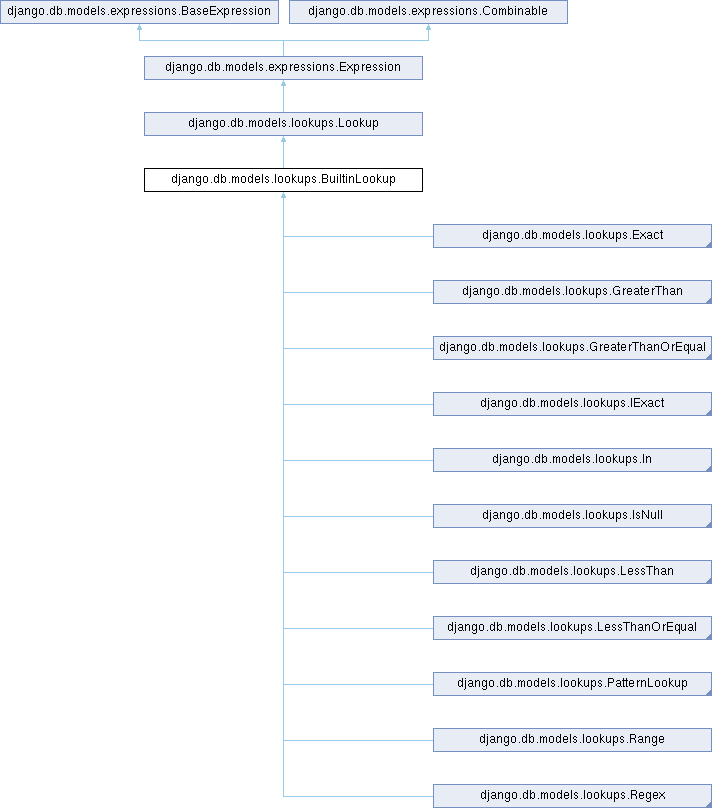 django.db.models.expressions.BaseExpression
django.db.models.expressions.Combinable
django.db.models.expressions.Expression
django.db.models.lookups.Lookup
django.db.models.lookups.BuiltinLookup
django.db.models.lookups.Exact
django.db.models.lookups.GreaterThan
django.db.models.lookups.GreaterThanOrEqual
django.db.models.lookups.IExact
django.db.models.lookups.In
django.db.models.lookups.IsNull
django.db.models.lookups.LessThan
django.db.models.lookups.LessThanOrEqual
django.db.models.lookups.PatternLookup
django.db.models.lookups.Range
django.db.models.lookups.Regex